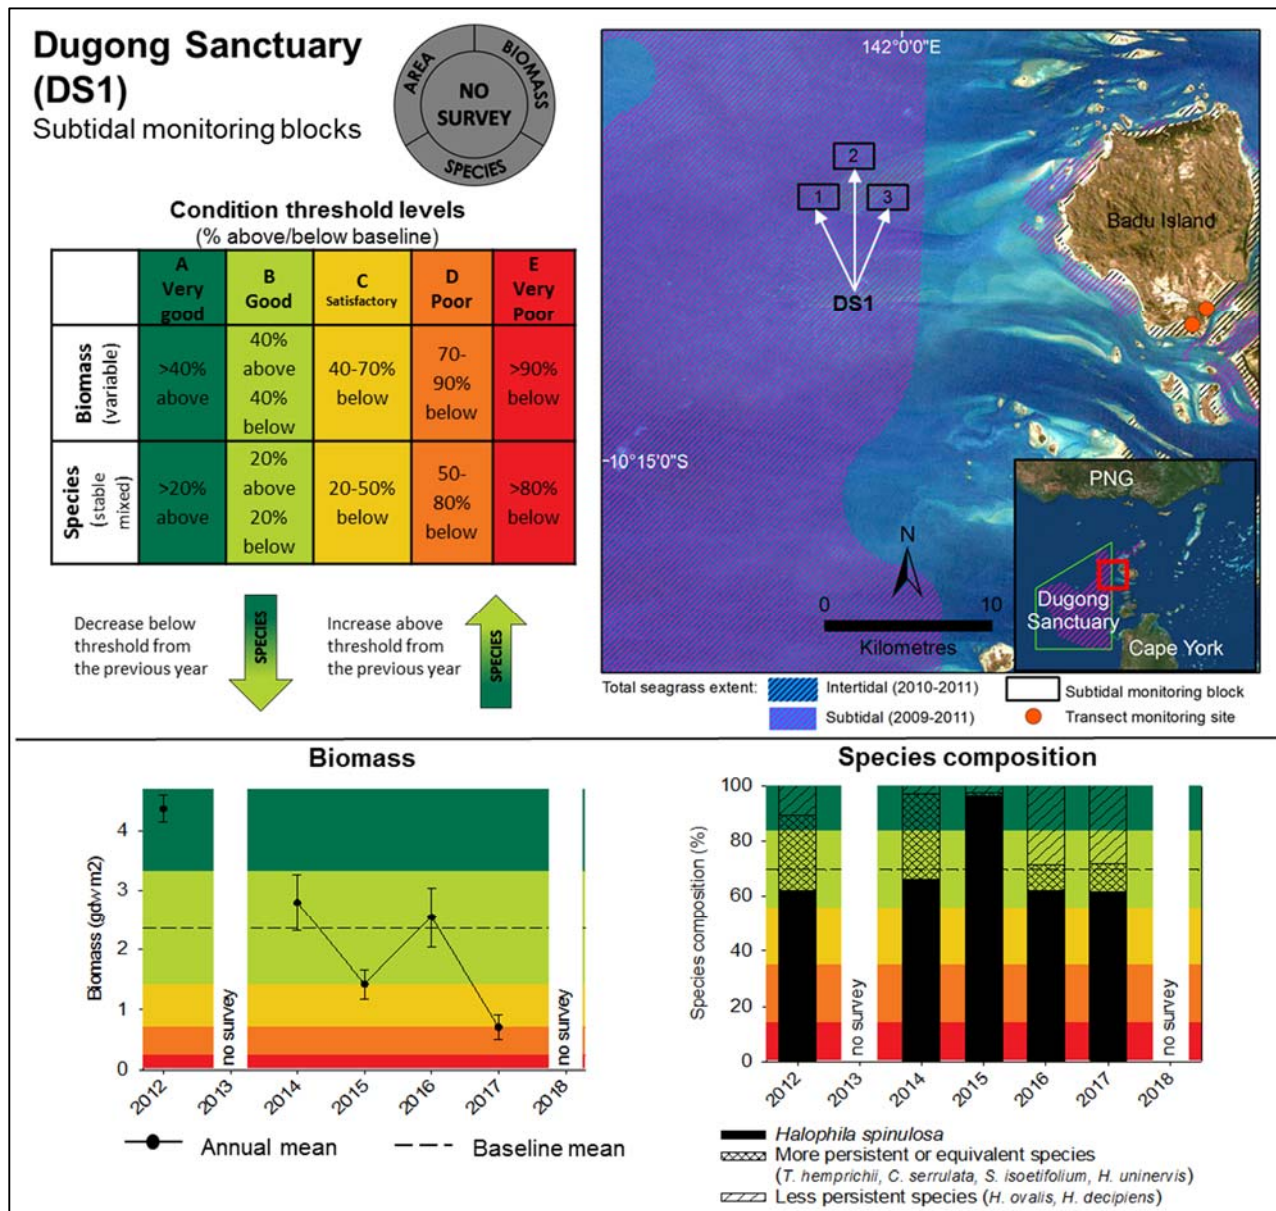 Dugong Sanctuary
(DS1)
Subtidal monitoring blocks
AREA
BIOMASS
NO
SURVEY
SPECIES
Condition threshold levels
(% above/below baseline)
A
Very
good
B
Good
C
Satisfactory
D
Poor
E
Very
Poor
Biomass
(variable)
>40%
above
40%
above
40%
below
40-70%
below
70-
90%
below
>90%
below
Species
(stable
mixed)
>20%
above
20%
above
20%
below
20-50%
below
50-
80%
below
>80%
below
Decrease below
threshold from
the previous year
SPECIES
Increase above
threshold from
the previous year
SPECIES
142°0'0"E
2
1
3
DS1
Badu Island
10°15'0"S
N
0 10
Kilometres
PNG
Dugong
Sanctuary
Cape York
Total seagrass extent:
Intertidal (2010-2011)
Subtidal (2009-2011)
Subtidal monitoring block
Transect monitoring site
Biomass
Biomass (gdw m2)
4
3
2
1
0
no survey
no survey
2012
2013
2014
2015
2016
2017
2018
Annual mean
Baseline mean
Species composition
Species composition (%)
100
80
60
40
20
0
no survey
no survey
2012
2013
2014
2015
2016
2017
2018
Halophila spinulosa
More persistent or equivalent species
(T. hemprichii, C. serrulata, S. isoetifolium, H. uninervis)
Less persistent species (H. ovalis, H. decipiens)